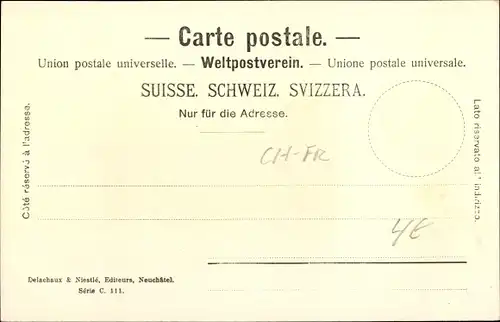 — Carte postale. —
Union postale universelle. — Weltpostverein. — Unione postale universale.
SUISSE. SCHWEIZ. SVIZZERA.
Nur für die Adresse.
Côté réservé à l'adresse.
Lato riservato all' indirizzo.
CH-FR
4€
Delachaux & Niestlé, Editeurs, Neuchâtel.
Série C. 111.